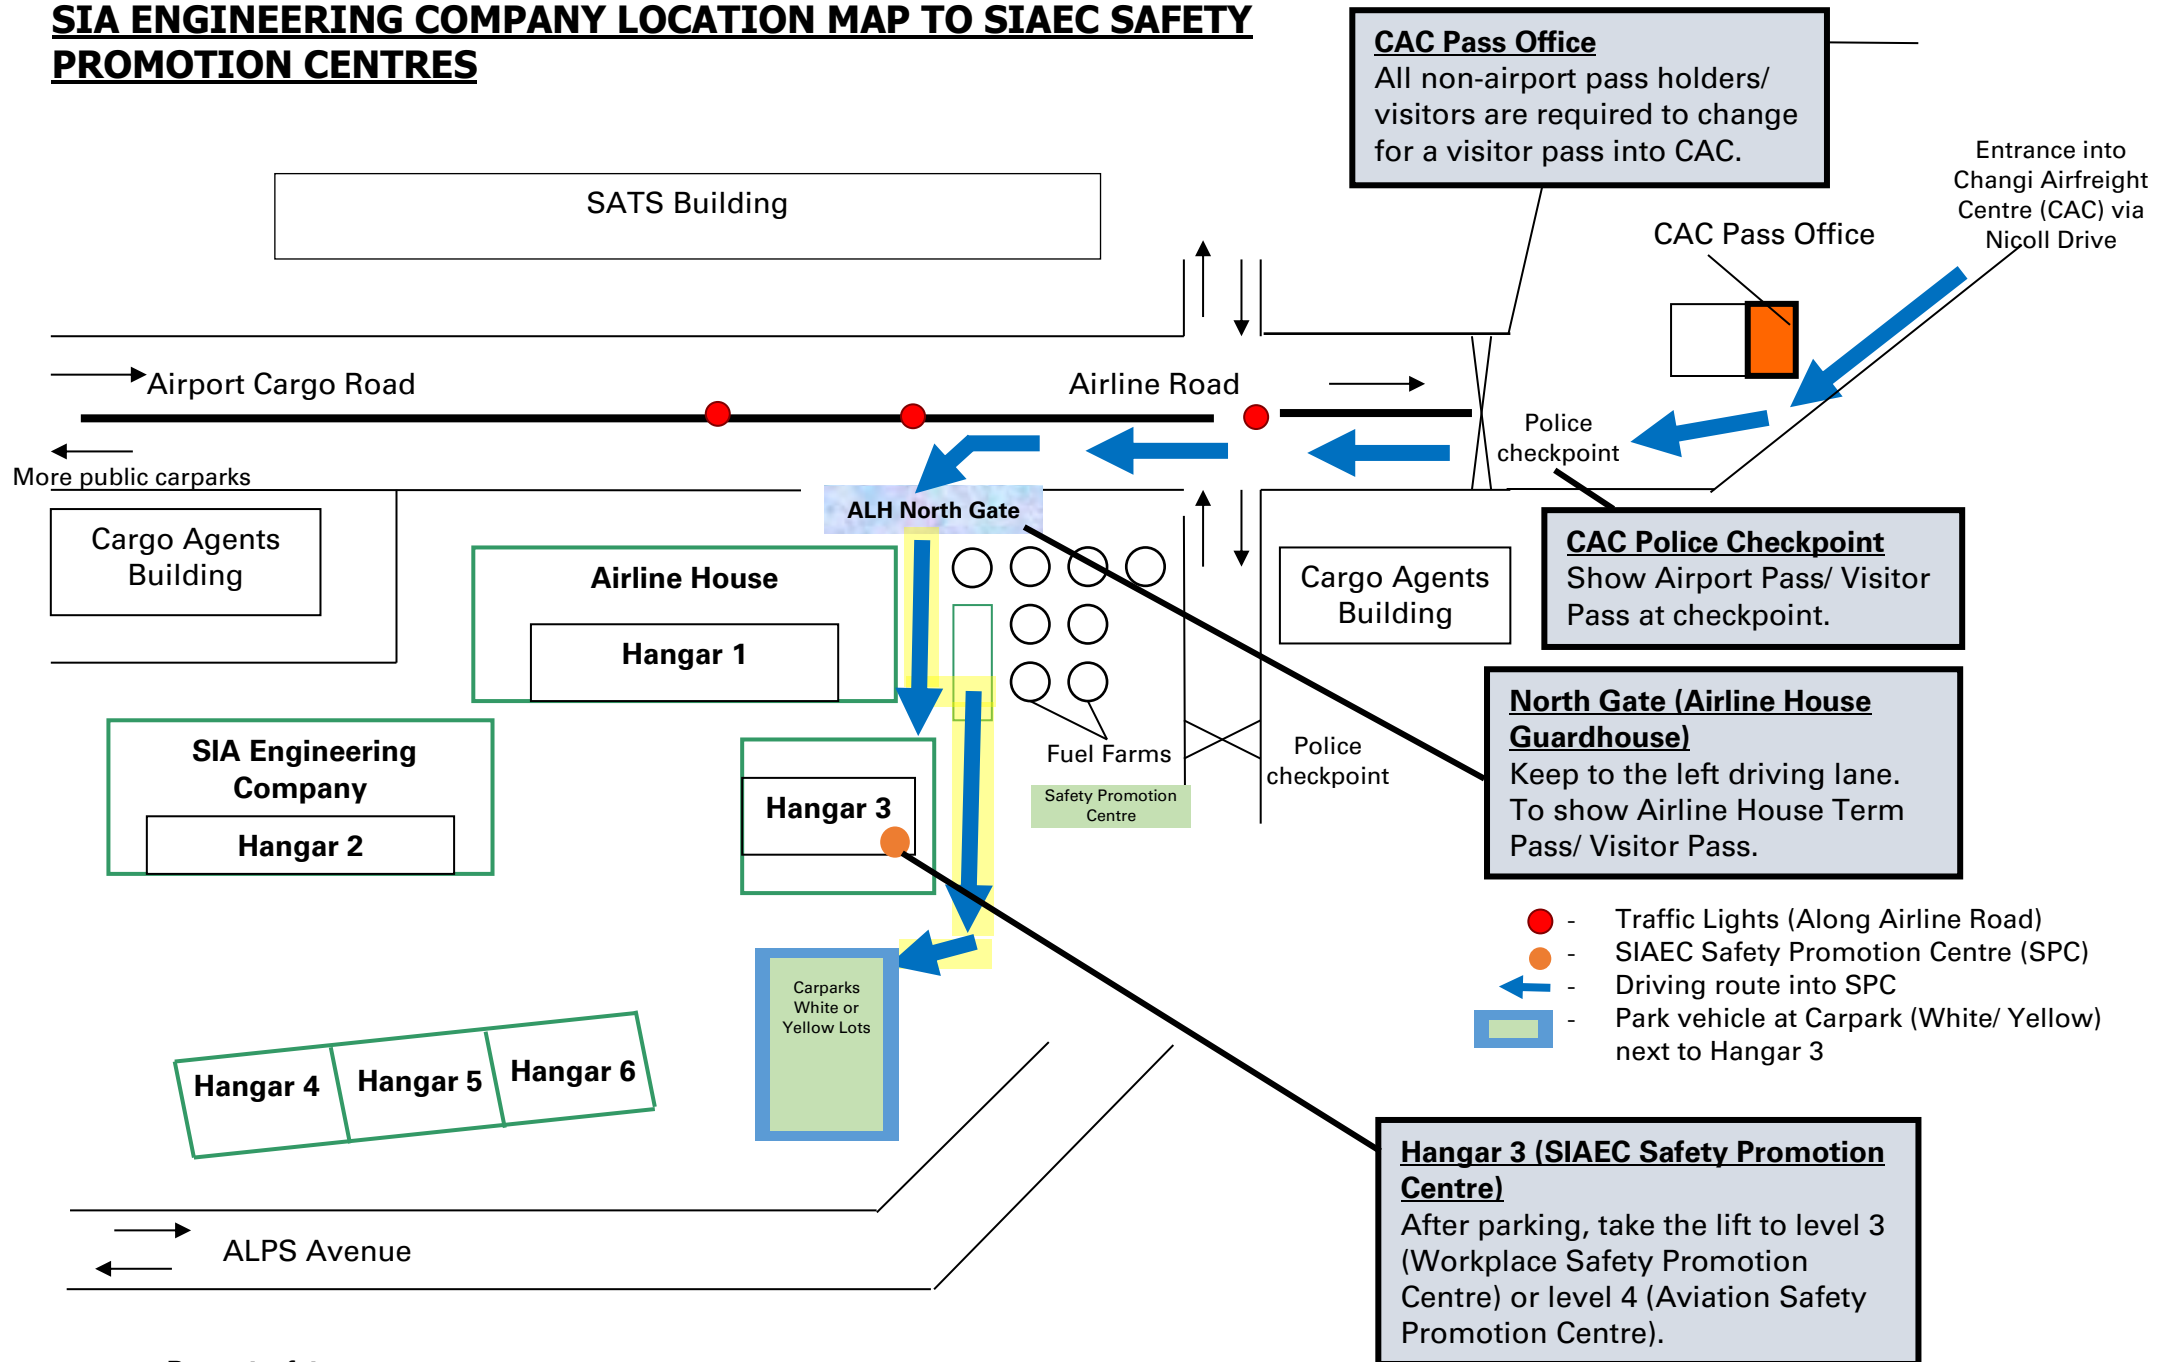 SIA ENGINEERING COMPANY LOCATION MAP TO SIAEC SAFETY
PROMOTION CENTRES
CAC Pass Office
All non-airport pass holders/
visitors are required to change
for a visitor pass into CAC.
Entrance into
Changi Airfreight
Centre (CAC) via
Nicoll Drive
SATS Building
CAC Pass Office
Airport Cargo Road
Airline Road
Police
checkpoint
More public carparks
ALH North Gate
Cargo Agents
Building
Airline House
Hangar 1
Cargo Agents
Building
CAC Police Checkpoint
Show Airport Pass/ Visitor
Pass at checkpoint.
North Gate (Airline House
Guardhouse)
Keep to the left driving lane.
To show Airline House Term
Pass/ Visitor Pass.
SIA Engineering
Company
Hangar 2
Hangar 3
Fuel Farms
Safety Promotion
Centre
Police
checkpoint
- Traffic Lights (Along Airline Road)
- SIAEC Safety Promotion Centre (SPC)
- Driving route into SPC
- Park vehicle at Carpark (White/ Yellow)
next to Hangar 3
Carparks
White or
Yellow Lots
Hangar 4
Hangar 5
Hangar 6
Hangar 3 (SIAEC Safety Promotion
Centre)
After parking, take the lift to level 3
(Workplace Safety Promotion
Centre) or level 4 (Aviation Safety
Promotion Centre).
ALPS Avenue